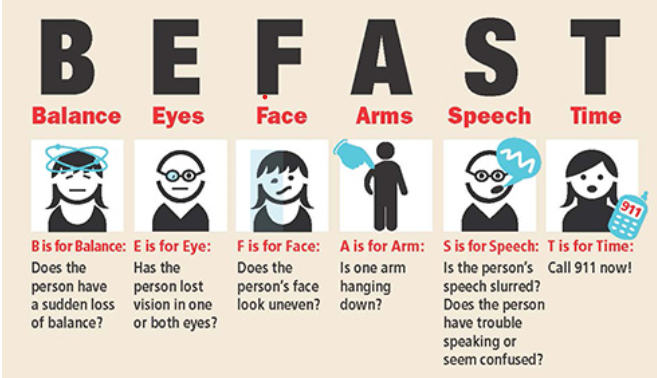 B E F A S T
Balance Eyes Face Arms Speech Time
911
B is for Balance:
Does the
person have
a sudden loss
of balance?
E is for Eye:
Has the
person lost
vision in one
or both eyes?
F is for Face:
Does the
person's face
look uneven?
A is for Arm:
Is one arm
hanging
down?
S is for Speech:
Is the person's
speech slurred?
Does the person
have trouble
speaking or
seem confused?
T is for Time:
Call 911 now!